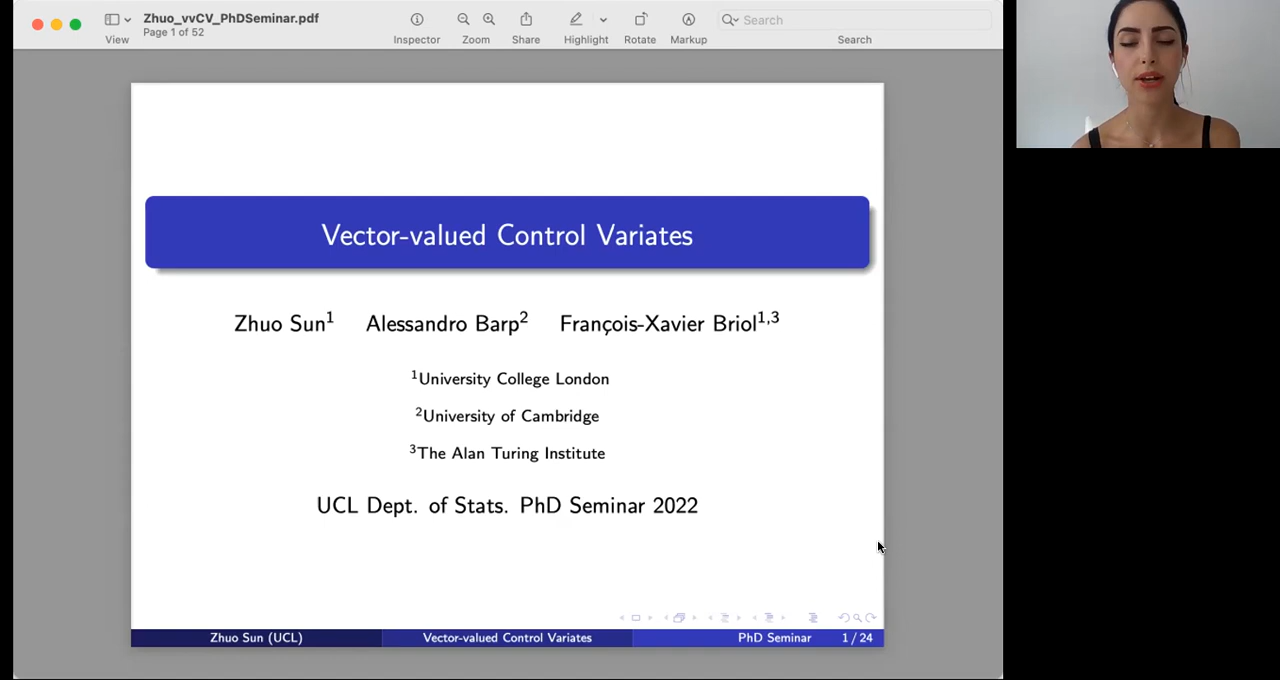 Zhuo_vvCV_PhDSeminar.pdf
Page 1 of 52
View
Inspector
Zoom
Share
Highlight
Rotate
Markup
Search
Search
Vector-valued Control Variates
Zhuo Sun¹ Alessandro Barp² François-Xavier Briol¹,³
¹University College London
²University of Cambridge
³The Alan Turing Institute
UCL Dept. of Stats. PhD Seminar 2022
Zhuo Sun (UCL) Vector-valued Control Variates PhD Seminar 1 / 24